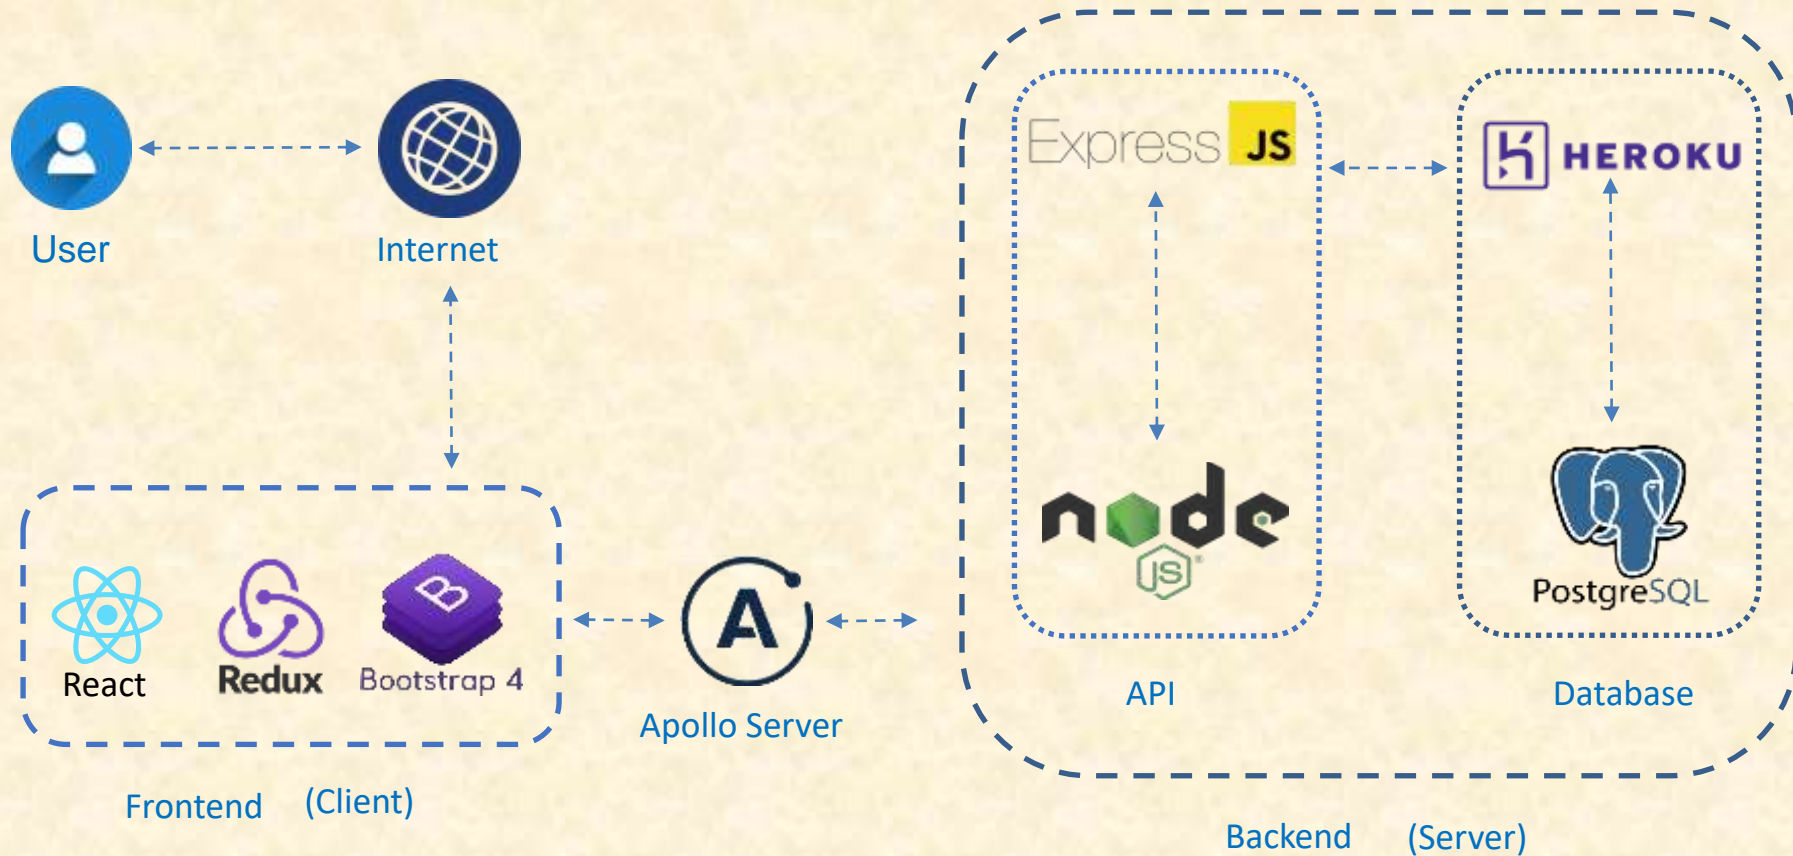 User
Internet
Express JS
HEROKU
node
JS
PostgreSQL
React
Redux
Bootstrap 4
B
A
Apollo Server
API
Database
Frontend (Client)
Backend (Server)